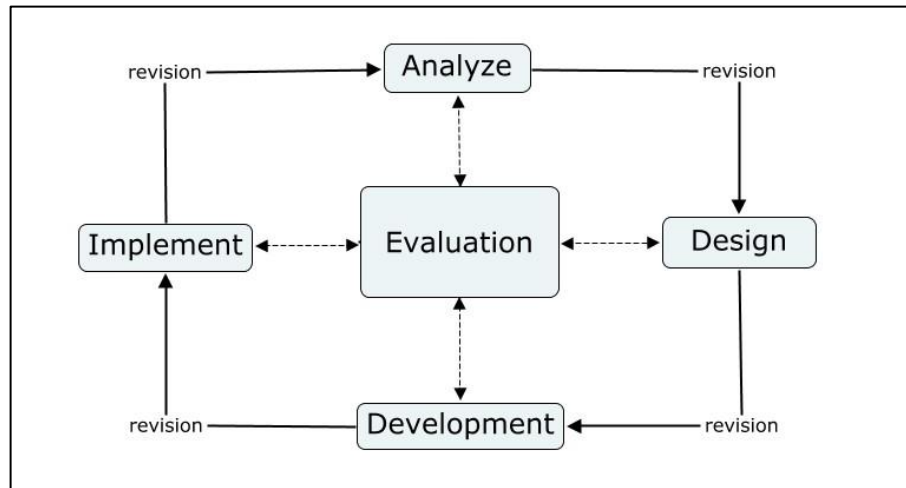 Analyze
revision
revision
Implement
Evaluation
Design
Development
revision
revision